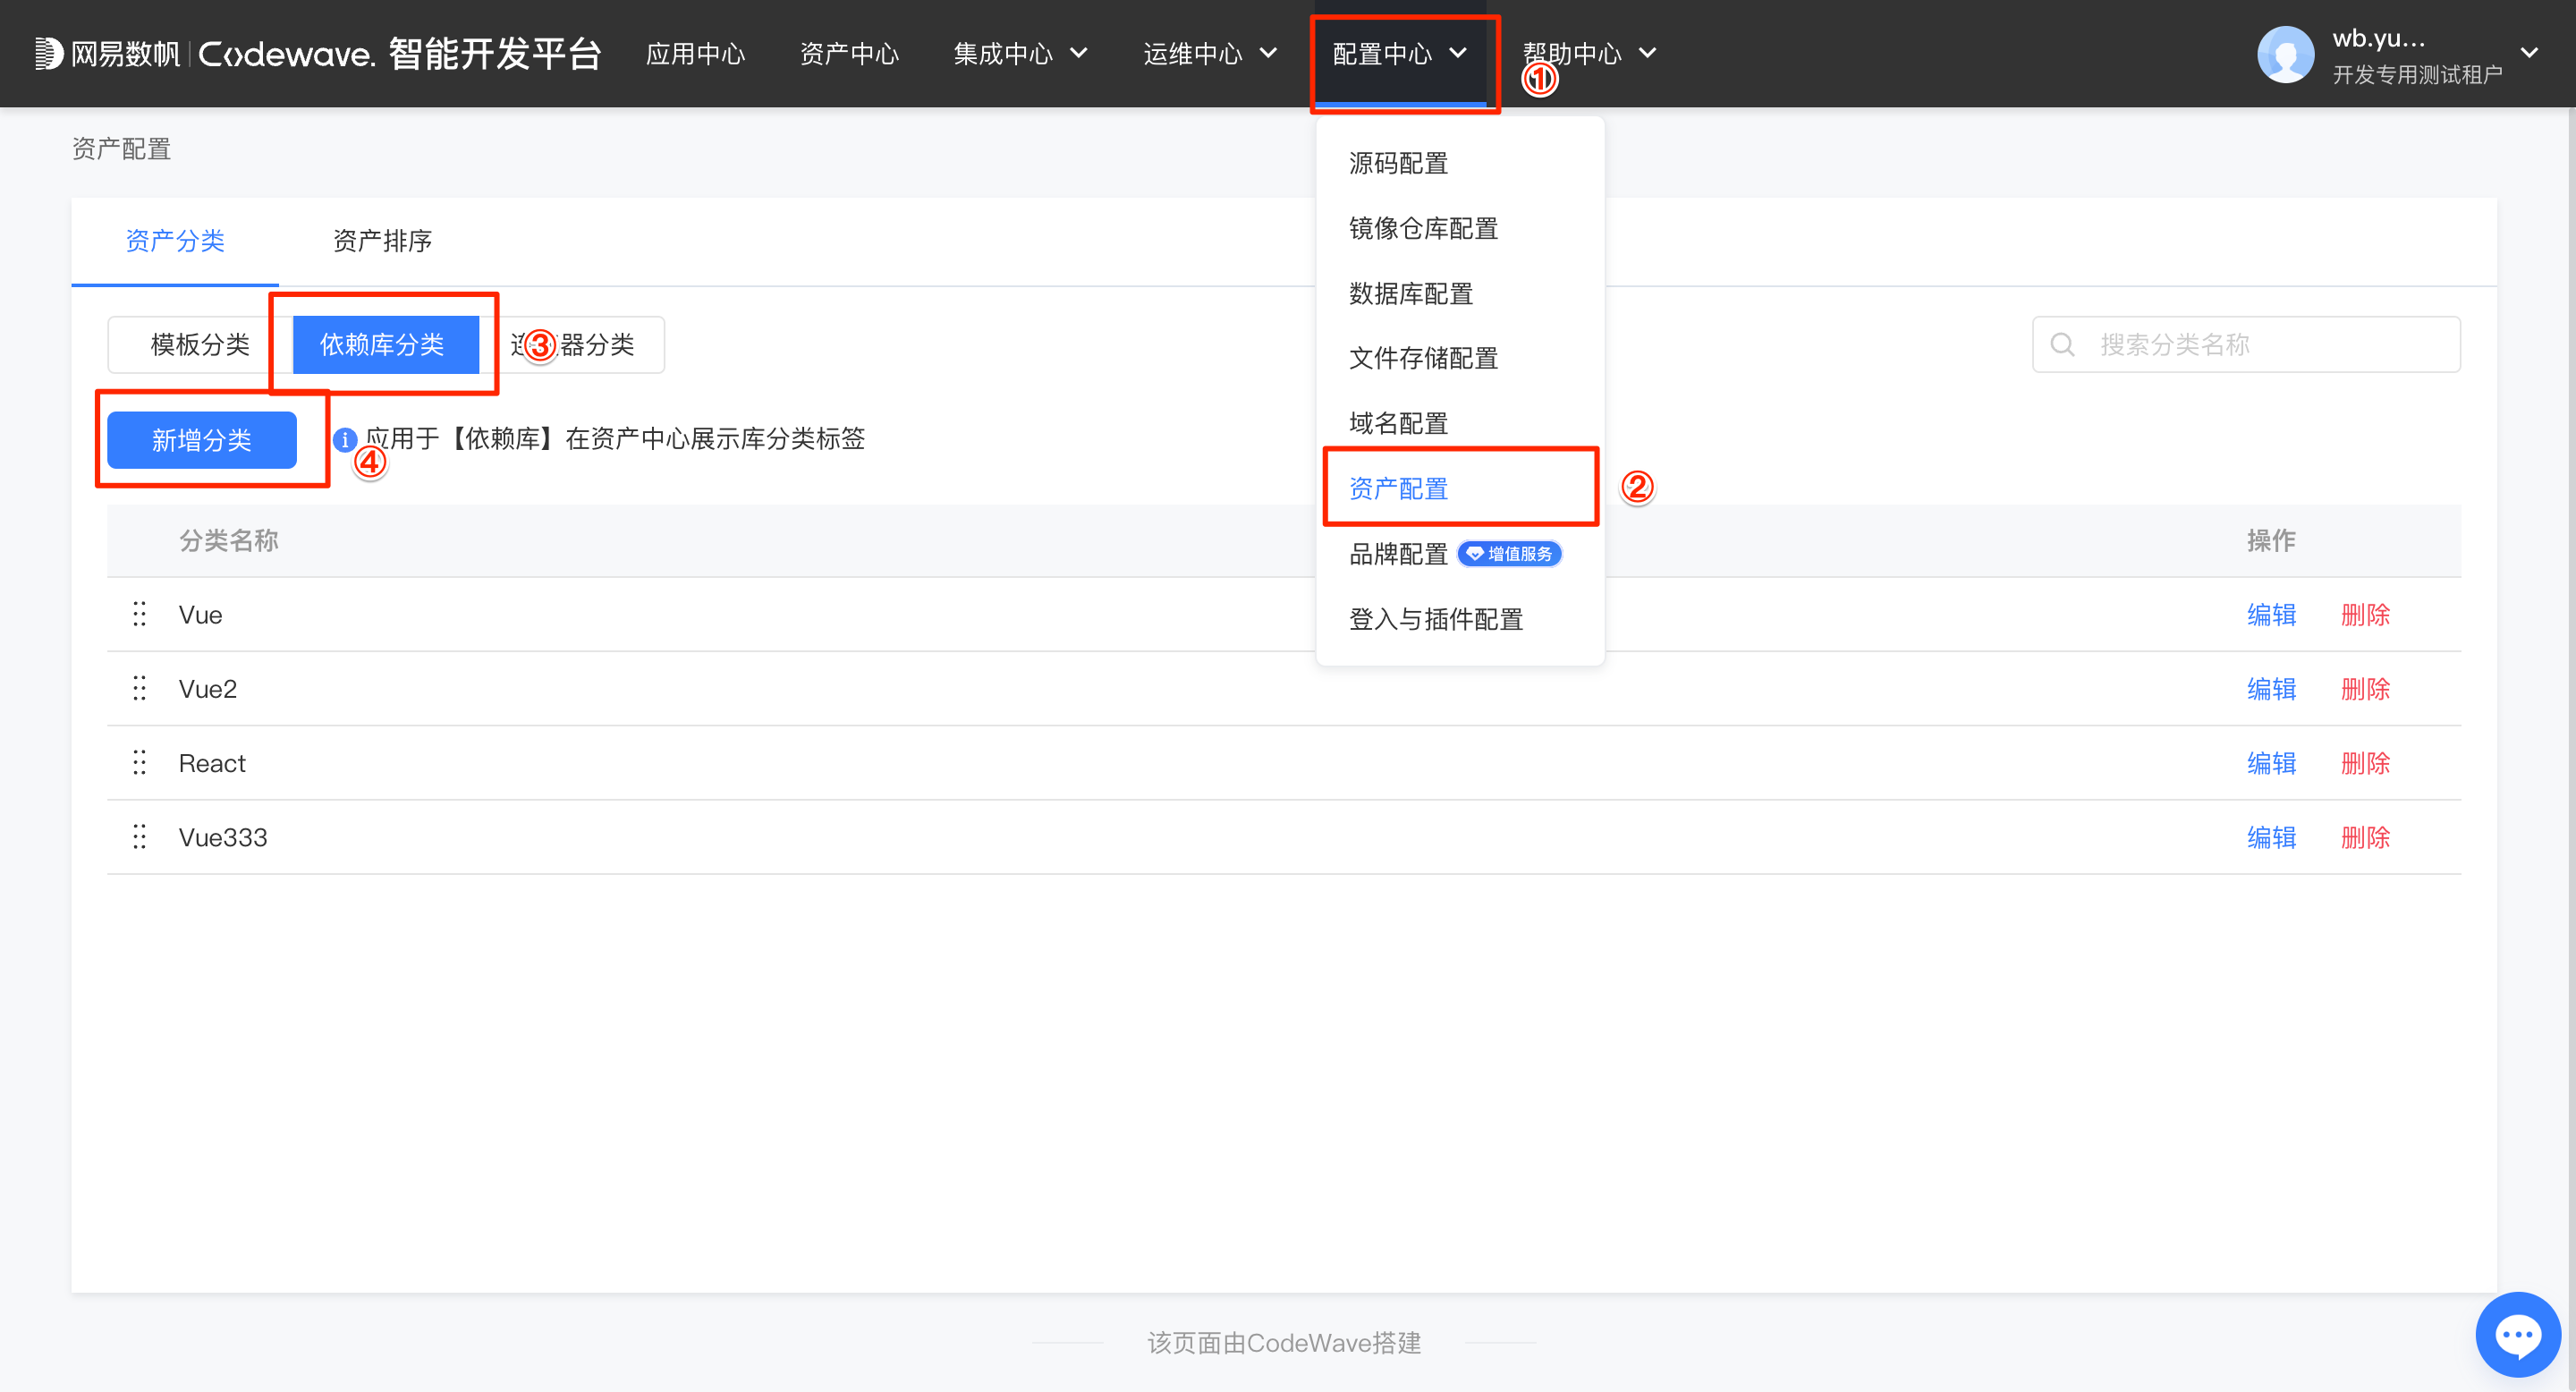 网易数帆 Codewave. 智能开发平台 应用中心 资产中心 集成中心 运维中心 配置中心 帮助中心 wb.yu...
① 开发专用测试租户
资产配置
源码配置
镜像仓库配置
数据库配置
文件存储配置
域名配置
资产配置 ②
品牌配置 增值服务
登入与插件配置
资产分类 资产排序
模板分类 依赖库分类 ③ 器分类 搜索分类名称
新增分类 ④ 应用于【依赖库】在资产中心展示库分类标签
分类名称 操作
Vue 编辑 删除
Vue2 编辑 删除
React 编辑 删除
Vue333 编辑 删除
该页面由CodeWave搭建